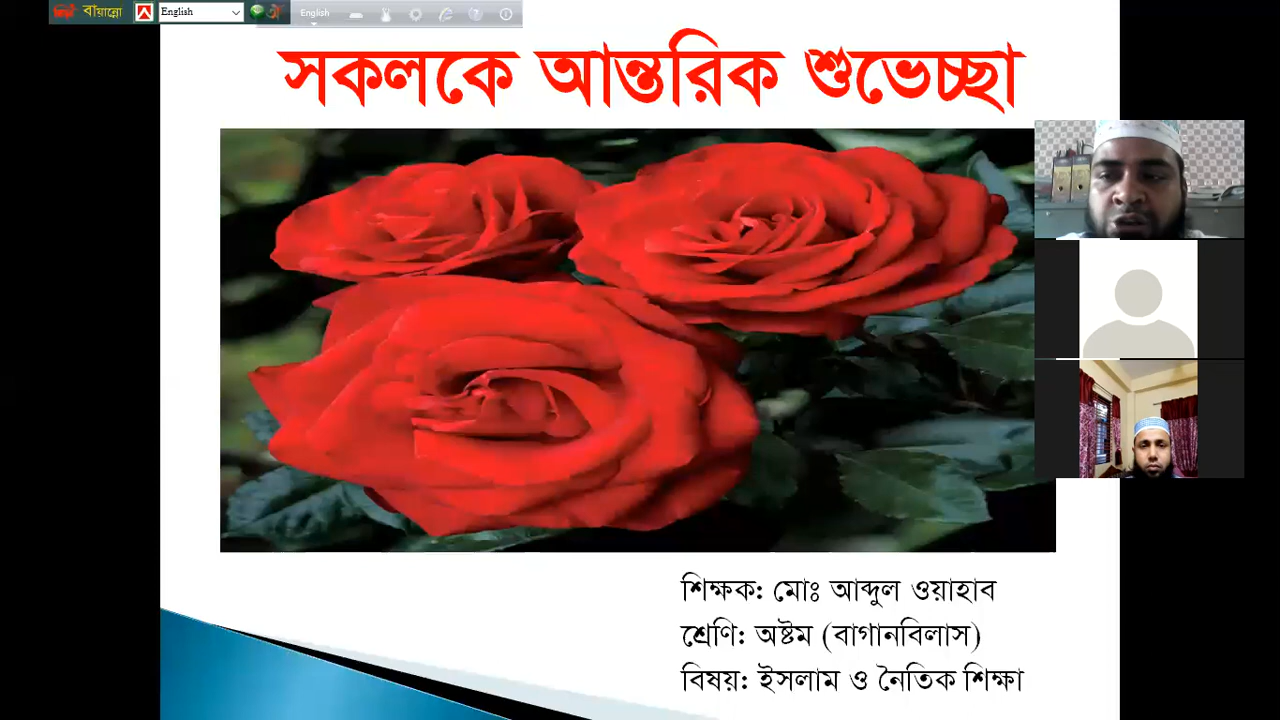 বায়ান্নো English English
সকলকে আন্তরিক শুভেচ্ছা
শিক্ষক: মোঃ আব্দুল ওয়াহাব
শ্রেণি: অষ্টম (বাগানবিলাস)
বিষয়: ইসলাম ও নৈতিক শিক্ষা